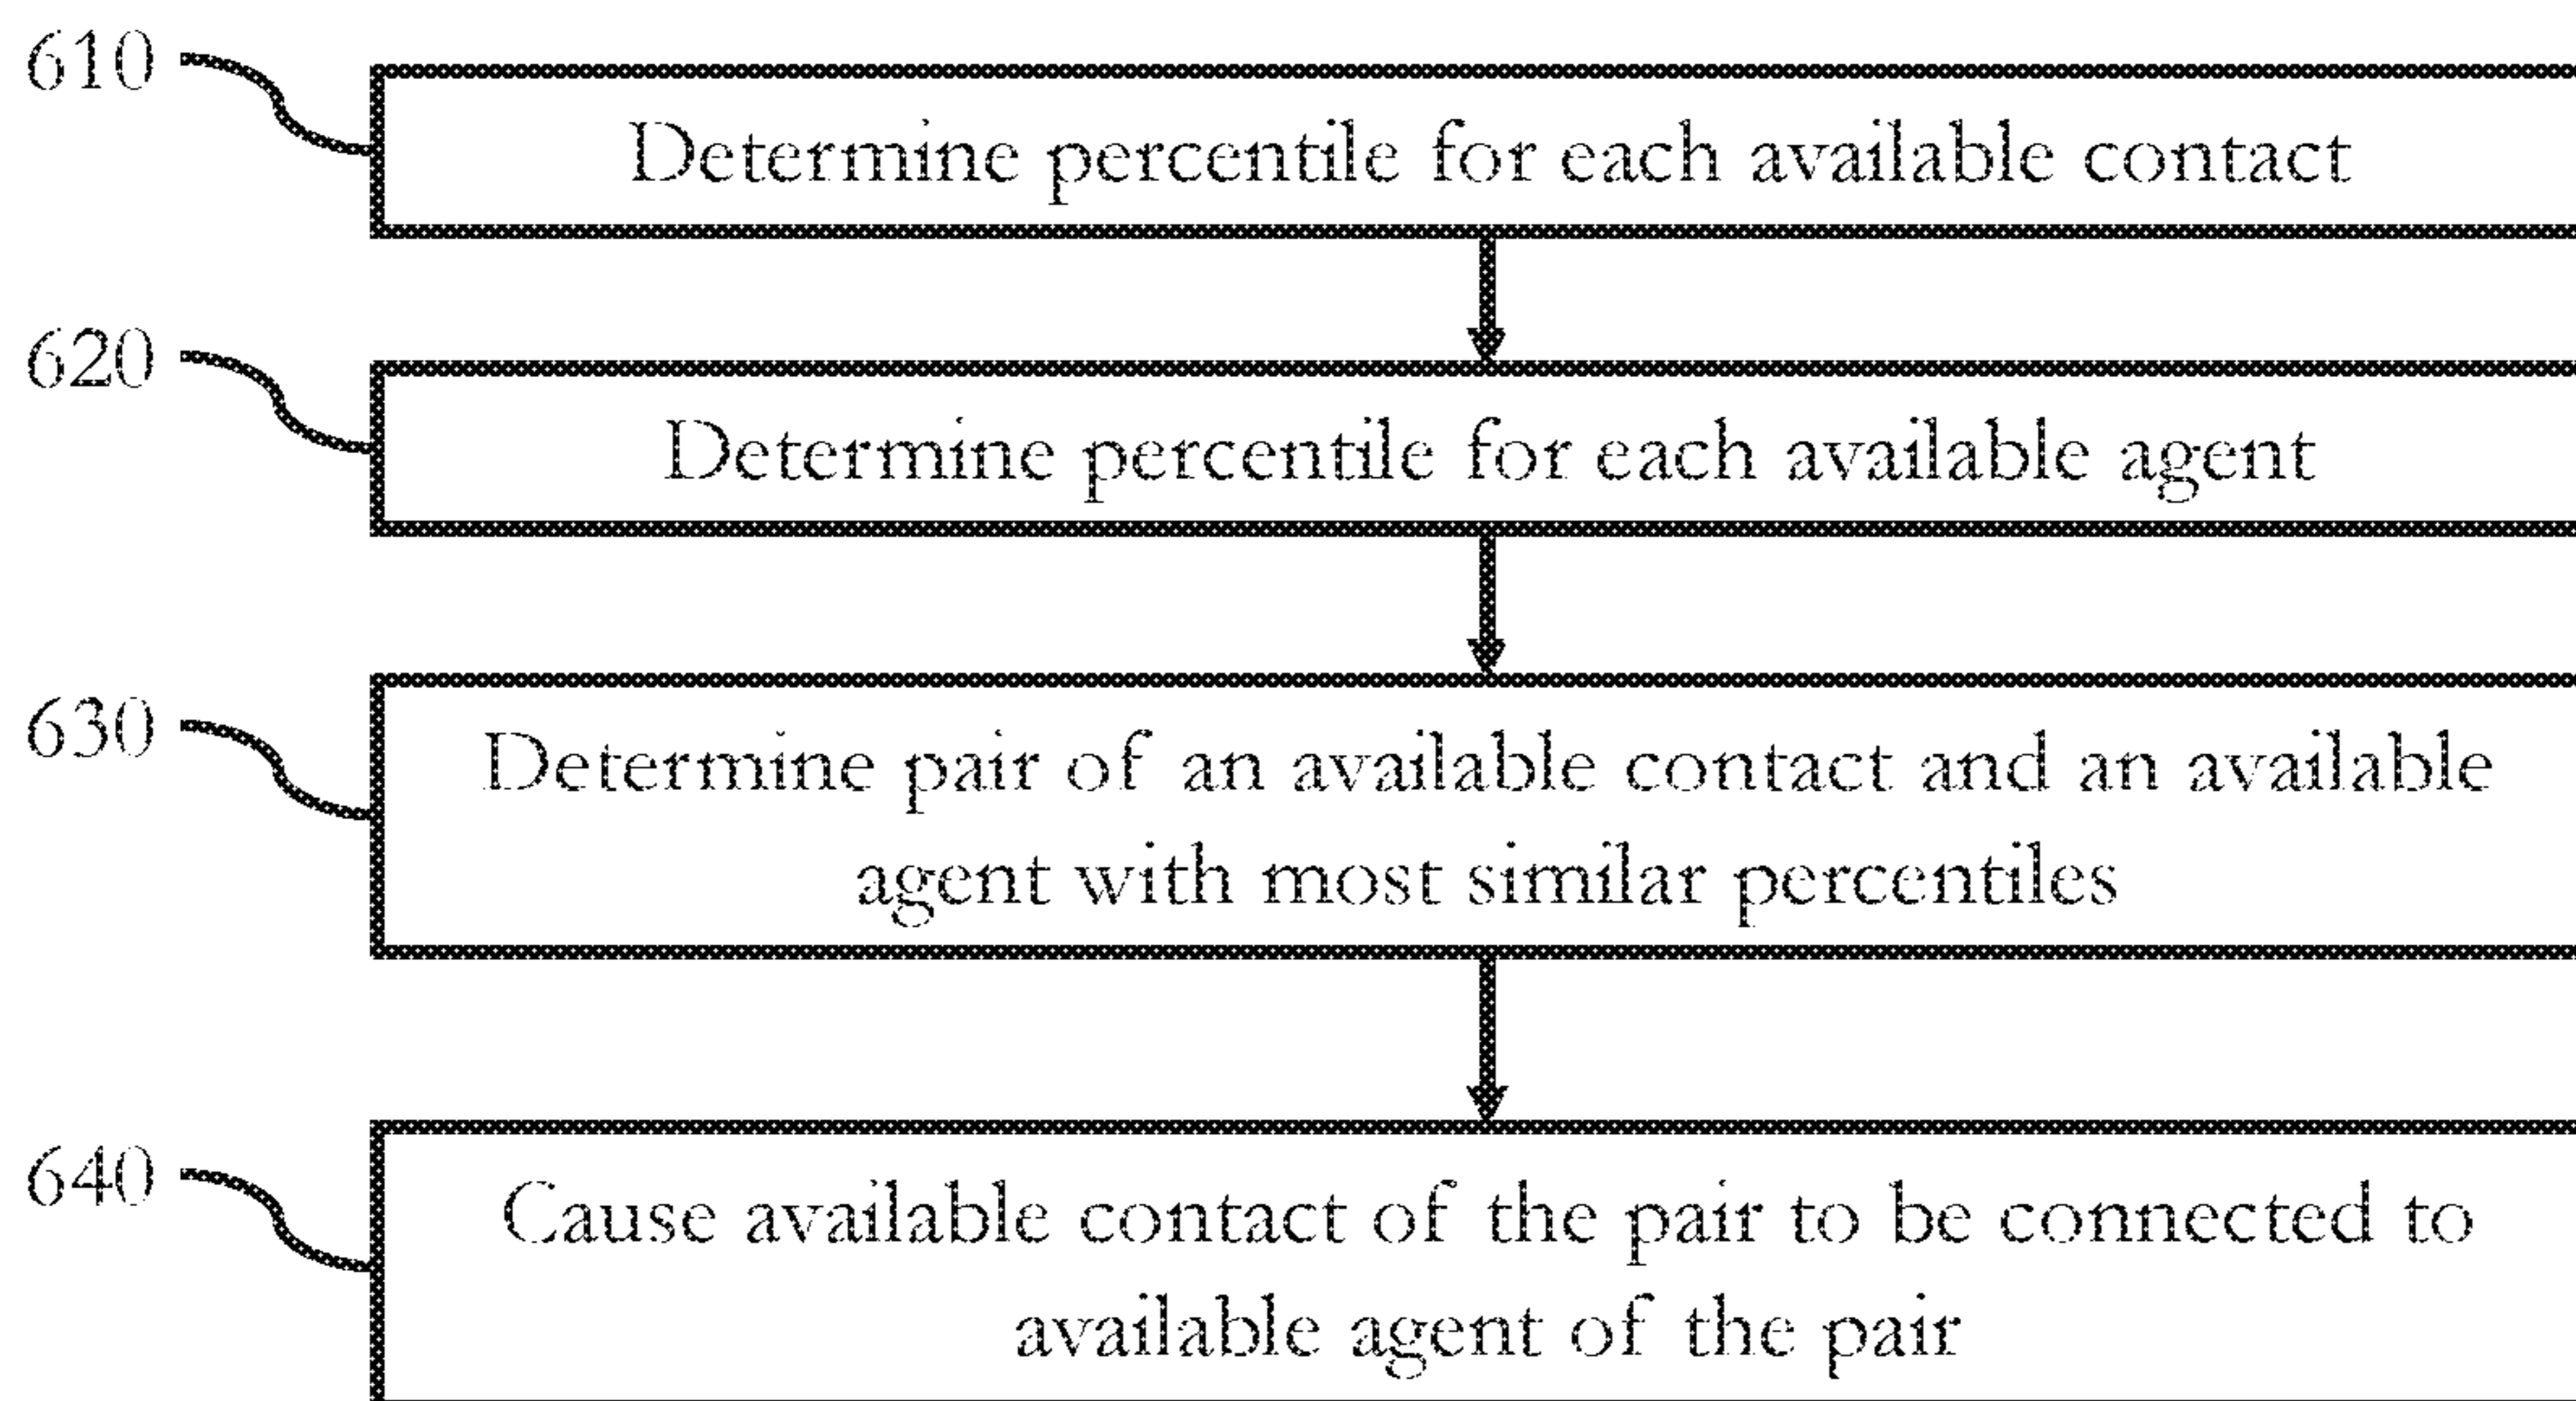 610
Determine percentile for each available contact
620
Determine percentile for each available agent
630
Determine pair of an available contact and an available
agent with most similar percentiles
640
Cause available contact of the pair to be connected to
available agent of the pair